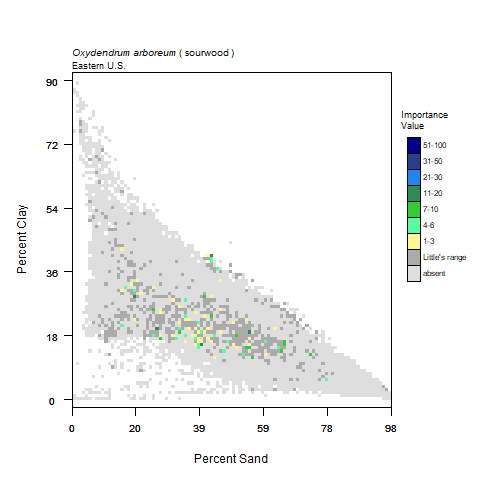 Oxydendrum arboreum ( sourwood )
Eastern U.S.
90
72
54
36
18
0
Percent Clay
0
20
39
59
78
98
Percent Sand
Importance
Value
51-100
31-50
21-30
11-20
7-10
4-6
1-3
Little's range
absent